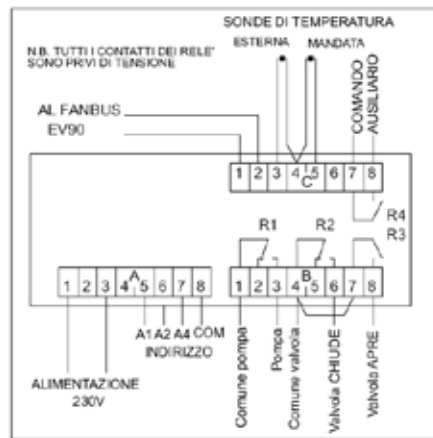 SONDE DI TEMPERATURA
ESTERNA MANDATA
N.B. TUTTI I CONTATTI DEI RELE'
SONO PRIVI DI TENSIONE
COMANDO
AUSILIARIO
AL FANBUS
EV90
1 2 3 4 5 6 7 8
C
R4
R3
R1 R2
A
1 2 3 4 5 6 7 8
B
1 2 3 4 5 6 7 8
A1 A2 A4 COM
INDIRIZZO
ALIMENTAZIONE
230V
Comune pompa
Pompa
Comune valvola
Valvola CHIUDE
Valvola APRE